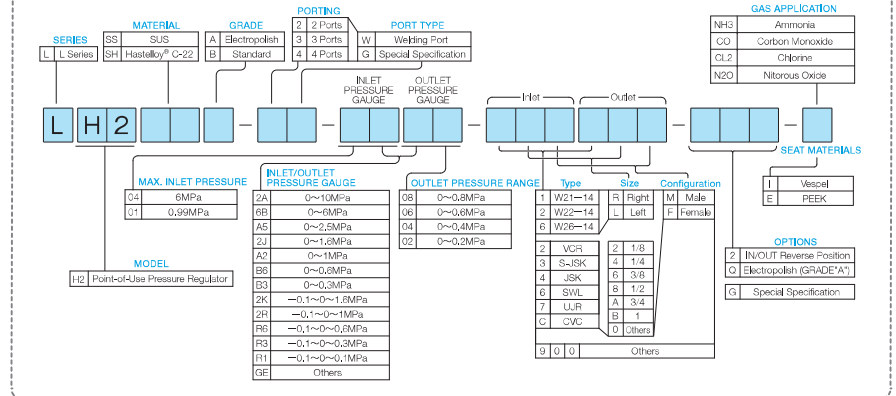 GAS APPLICATION
NH3 Ammonia
CO Corbon Monoxide
CL2 Chlorine
N2O Nitorous Oxide
PORTING
2 2 Ports
3 3 Ports
4 4 Ports
MATERIAL
SS SUS
SH Hastelloy® C-22
GRADE
A Electropolish
B Standard
PORT TYPE
W Welding Port
G Special Specification
SERIES
L L Series
INLET PRESSURE GAUGE
OUTLET PRESSURE GAUGE
Inlet
Outlet
L H 2 – – – – –
SEAT MATERIALS
I Vespel
E PEEK
MAX. INLET PRESSURE
04 6MPa
01 0.99MPa
INLET/OUTLET
PRESSURE GAUGE
2A 0～10MPa
6B 0～6MPa
A5 0～2.5MPa
2J 0～1.6MPa
A2 0～1MPa
B6 0～0.6MPa
B3 0～0.3MPa
2K －0.1～0～1.6MPa
2R －0.1～0～1MPa
R6 －0.1～0～0.6MPa
R3 －0.1～0～0.3MPa
R1 －0.1～0～0.1MPa
GE Others
OUTLET PRESSURE RANGE
08 0～0.8MPa
06 0～0.6MPa
04 0～0.4MPa
02 0～0.2MPa
Type
1 W21－14
2 W22－14
6 W26－14
2 VCR
3 S-JSK
4 JSK
6 SWL
7 UJR
C CVC
Size
R Right
L Left
2 1/8
4 1/4
6 3/8
8 1/2
A 3/4
B 1
0 Others
Configuration
M Male
F Female
9 0 0 Others
MODEL
H2 Point-of-Use Pressure Regulator
OPTIONS
2 IN/OUT Reverse Position
Q Electropolish (GRADE"A")
G Special Specification